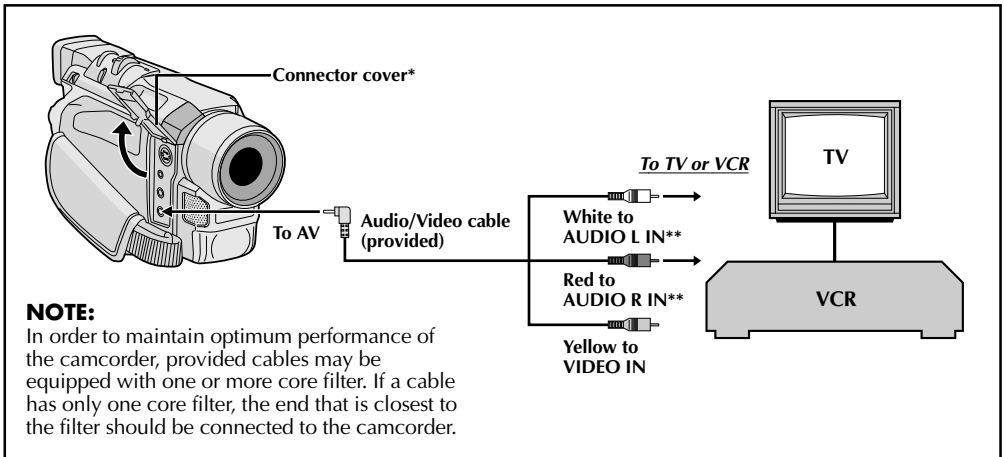 Connector cover*
To TV or VCR
TV
To AV
Audio/Video cable
(provided)
White to
AUDIO L IN**
Red to
AUDIO R IN**
Yellow to
VIDEO IN
VCR
NOTE:
In order to maintain optimum performance of
the camcorder, provided cables may be
equipped with one or more core filter. If a cable
has only one core filter, the end that is closest to
the filter should be connected to the camcorder.